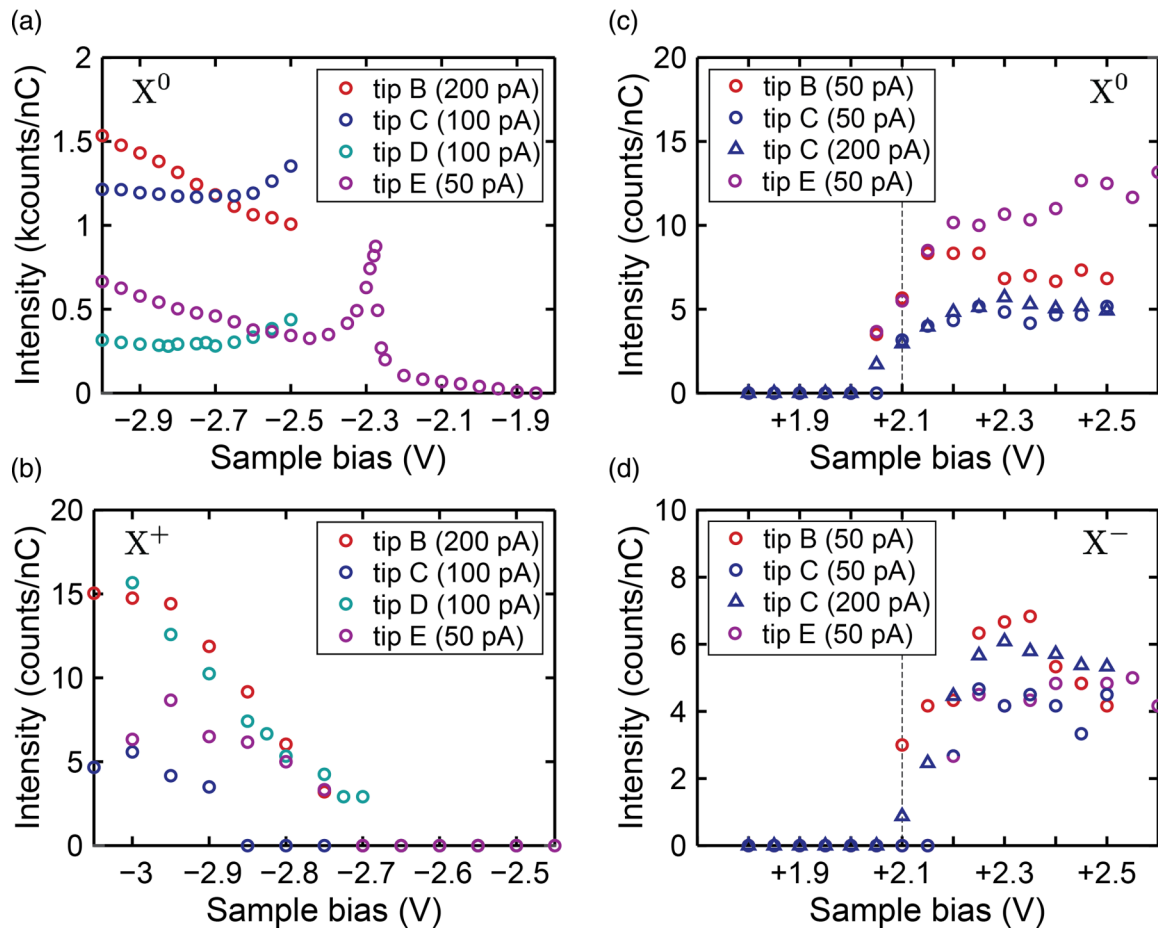 (a)
2
1.5
1
0.5
0
Intensity (kcounts/nC)
X⁰
tip B (200 pA)
tip C (100 pA)
tip D (100 pA)
tip E (50 pA)
−2.9 −2.7 −2.5 −2.3 −2.1 −1.9
Sample bias (V)
(c)
20
15
10
5
0
Intensity (counts/nC)
tip B (50 pA)
tip C (50 pA)
tip C (200 pA)
tip E (50 pA)
X⁰
+1.9 +2.1 +2.3 +2.5
Sample bias (V)
(b)
20
15
10
5
0
Intensity (counts/nC)
X⁺
tip B (200 pA)
tip C (100 pA)
tip D (100 pA)
tip E (50 pA)
−3 −2.9 −2.8 −2.7 −2.6 −2.5
Sample bias (V)
(d)
10
8
6
4
2
0
Intensity (counts/nC)
tip B (50 pA)
tip C (50 pA)
tip C (200 pA)
tip E (50 pA)
X⁻
+1.9 +2.1 +2.3 +2.5
Sample bias (V)